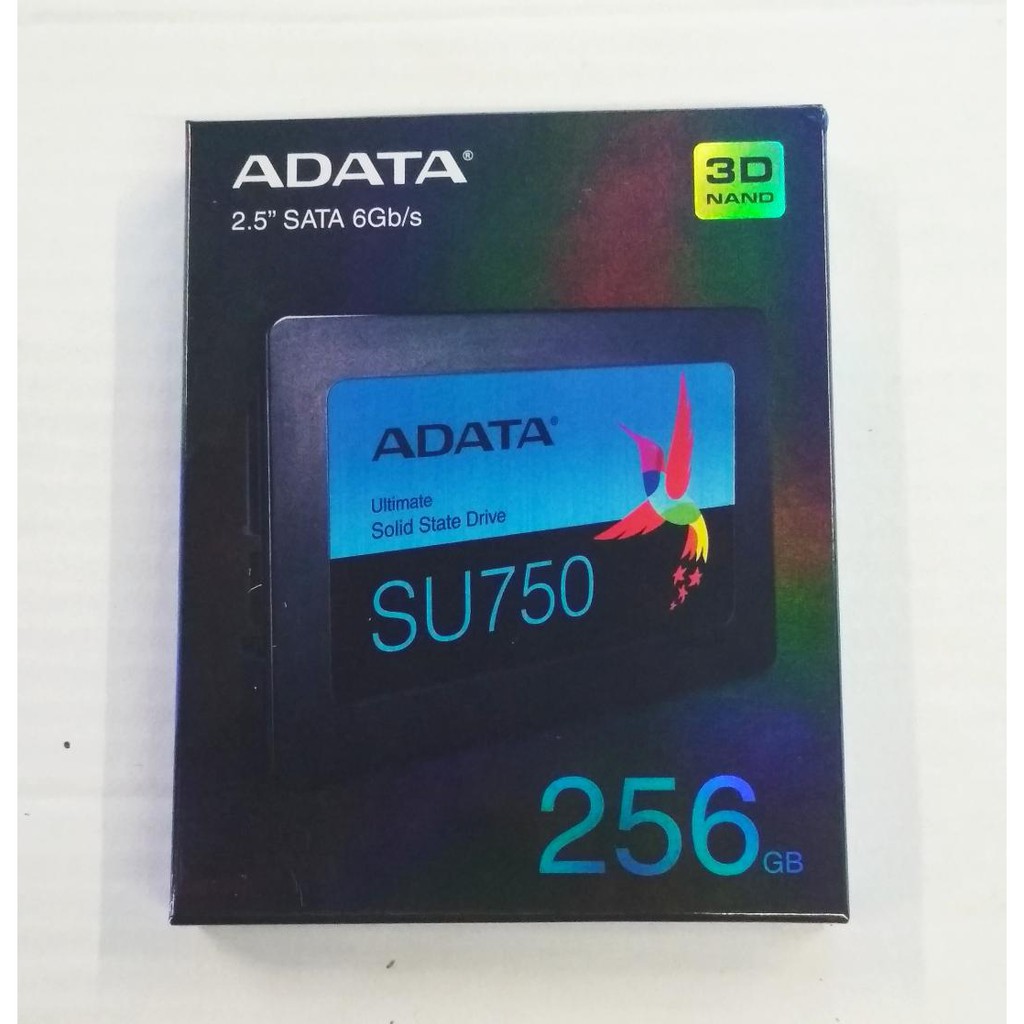 ADATA®
2.5” SATA 6Gb/s
3D
NAND
ADATA®
Ultimate
Solid State Drive
SU750
256GB